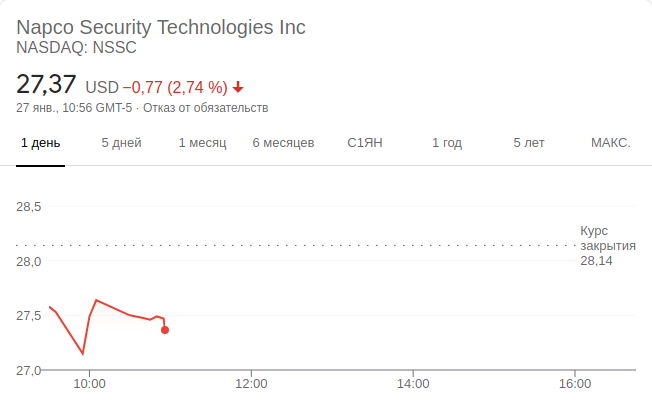 Napco Security Technologies Inc
NASDAQ: NSSC
27,37 USD −0,77 (2,74 %)
27 янв., 10:56 GMT-5 · Отказ от обязательств
1 день 5 дней 1 месяц 6 месяцев С1ЯН 1 год 5 лет МАКС.
28,5
Курс
закрытия
28,14
28,0
27,5
27,0
10:00 12:00 14:00 16:00